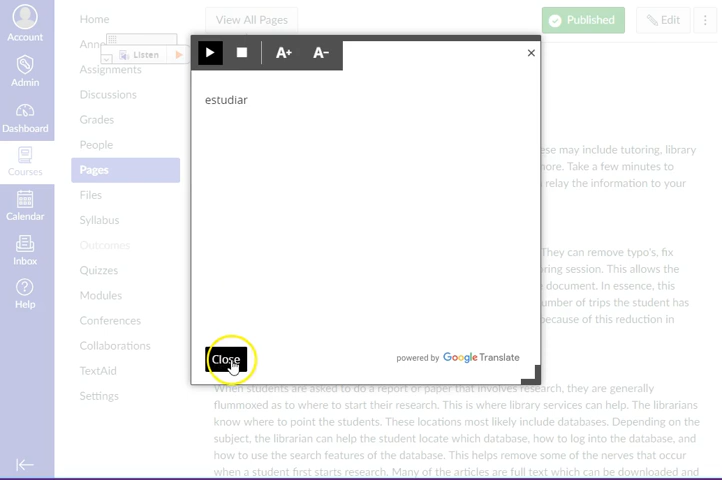 Account
Admin
Dashboard
Courses
Calendar
Inbox
Help
Home
Assignments
Discussions
Grades
People
Pages
Files
Syllabus
Outcomes
Quizzes
Modules
Conferences
Collaborations
TextAid
Settings
Listen
View All Pages
Published
Edit
A+
A-
×
estudiar
Close
powered by Google Translate
ese may include tutoring, library
more. Take a few minutes to
relay the information to your
They can remove typo's, fix
oring session. This allows the
document. In essence, this
umber of trips the student has
because of this reduction in
When students are asked to do a report or paper that involves research, they are generally
flummoxed as to where to start their research. This is where library services can help. The librarians
know where to point the students. These locations most likely include databases. Depending on the
subject, the librarian can help the student locate which database, how to log into the database, and
how to use the search features of the database. This helps remove some of the nerves that occur
when a student first starts research. Many of the articles are full text which can be downloaded and